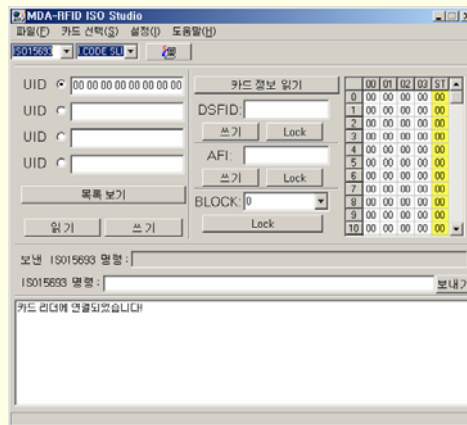 MDA-RFID ISO Studio
파일(F) 카드 선택(S) 설정(I) 도움말(H)
ISO15693 I.CODE SLI
UID 00 00 00 00 00 00 00 00
UID
UID
UID
목록 보기
읽 기 쓰 기
카드 정보 읽기
DSFID:
쓰기 Lock
AFI:
쓰기 Lock
BLOCK: 0
Lock
00 01 02 03 ST
0 00 00 00 00 00
1 00 00 00 00 00
2 00 00 00 00 00
3 00 00 00 00 00
4 00 00 00 00 00
5 00 00 00 00 00
6 00 00 00 00 00
7 00 00 00 00 00
8 00 00 00 00 00
9 00 00 00 00 00
10 00 00 00 00 00
보낸 ISO15693 명령 :
ISO15693 명령 :
보내기
카드 리더에 연결되었습니다!